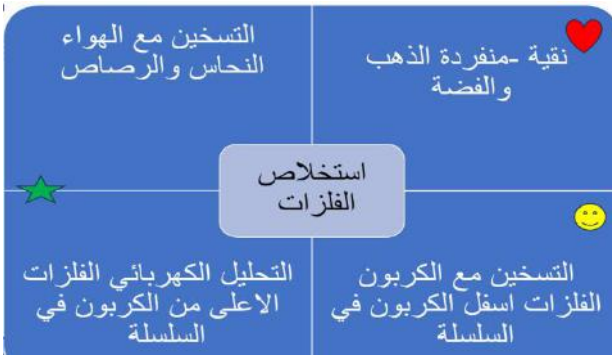 نقية -منفردة الذهب
والفضة
التسخين مع الهواء
النحاس والرصاص
استخلاص
الفلزات
التسخين مع الكربون
الفلزات اسفل الكربون في
السلسلة
التحليل الكهربائي الفلزات
الاعلى من الكربون في
السلسلة